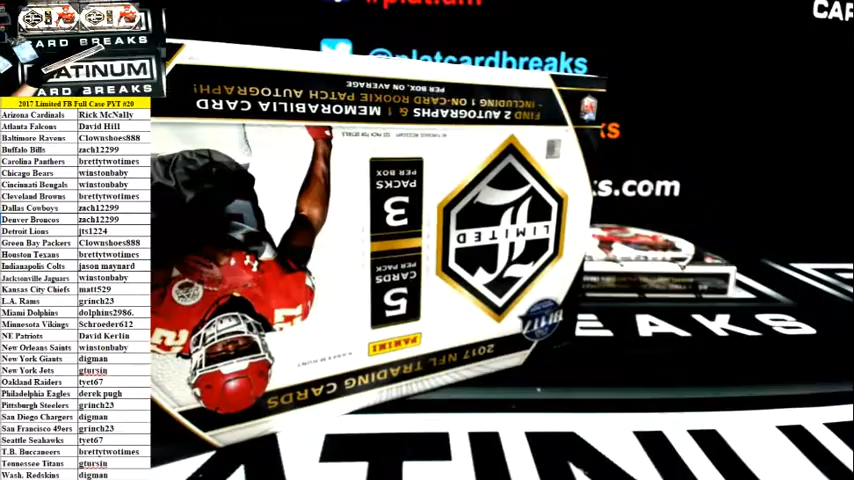 CARD BREAKS
ATINUM
CARD BREAKS
2017 Limited FB Full Case PYT #20
Arizona Cardinals Rick McNally
Atlanta Falcons David Hill
Baltimore Ravens Clownshoes888
Buffalo Bills zach12299
Carolina Panthers brettytwotimes
Chicago Bears winstonbaby
Cincinnati Bengals winstonbaby
Cleveland Browns brettytwotimes
Dallas Cowboys zach12299
Denver Broncos zach12299
Detroit Lions jts1224
Green Bay Packers Clownshoes888
Houston Texans brettytwotimes
Indianapolis Colts jason maynard
Jacksonville Jaguars winstonbaby
Kansas City Chiefs matt529
L.A. Rams grinch23
Miami Dolphins dolphins2986.
Minnesota Vikings Schroeder612
NE Patriots David Kerlin
New Orleans Saints winstonbaby
New York Giants digman
New York Jets gtursin
Oakland Raiders tyet67
Philadelphia Eagles derek pugh
Pittsburgh Steelers grinch23
San Diego Chargers digman
San Francisco 49ers grinch23
Seattle Seahawks tyet67
T.B. Buccaneers brettytwotimes
Tennessee Titans gtursin
Wash. Redskins digman
#platinum
CAR
@platcardbreaks
ks
s.com
FIND 2 AUTOGRAPHS & 1 MEMORABILIA CARD
- INCLUDING 1 ON-CARD ROOKIE PATCH AUTOGRAPH!
PER BOX, ON AVERAGE
3
PACKS
PER BOX
5
CARDS
PER PACK
LIMITED
PANINI
2017 NFL TRADING CARDS
BREAKS
ATINUM